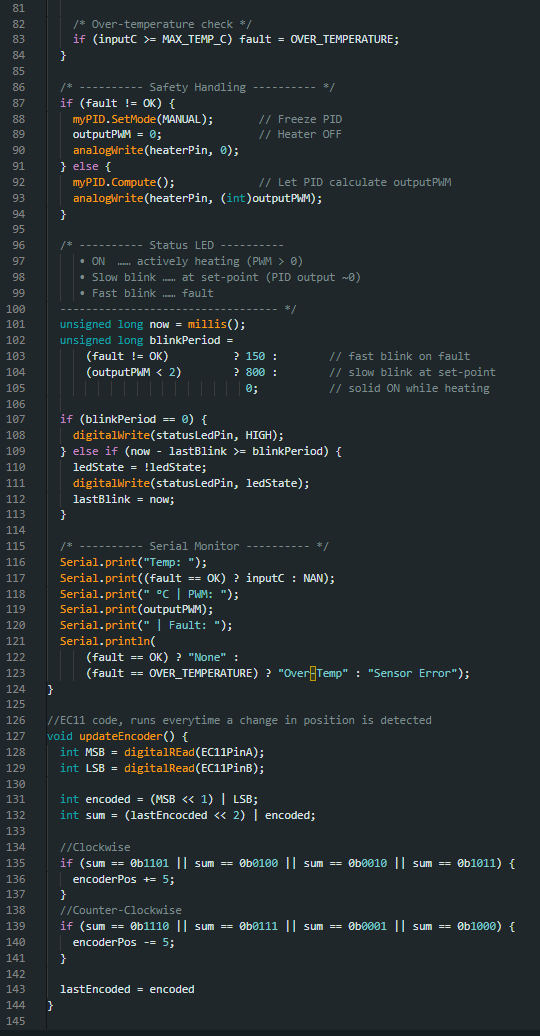 81
82 /* Over-temperature check */
83 if (inputC >= MAX_TEMP_C) fault = OVER_TEMPERATURE;
84 }
85
86 /* ---------- Safety Handling ---------- */
87 if (fault != OK) {
88 myPID.SetMode(MANUAL); // Freeze PID
89 outputPWM = 0; // Heater OFF
90 analogWrite(heaterPin, 0);
91 } else {
92 myPID.Compute(); // Let PID calculate outputPWM
93 analogWrite(heaterPin, (int)outputPWM);
94 }
95
96 /* ---------- Status LED ----------
97 • ON …… actively heating (PWM > 0)
98 • Slow blink …… at set-point (PID output ~0)
99 • Fast blink …… fault
100 ---------------------------------- */
101 unsigned long now = millis();
102 unsigned long blinkPeriod =
103 (fault != OK) ? 150 : // fast blink on fault
104 (outputPWM < 2) ? 800 : // slow blink at set-point
105 0; // solid ON while heating
106
107 if (blinkPeriod == 0) {
108 digitalWrite(statusLedPin, HIGH);
109 } else if (now - lastBlink >= blinkPeriod) {
110 ledState = !ledState;
111 digitalWrite(statusLedPin, ledState);
112 lastBlink = now;
113 }
114
115 /* ---------- Serial Monitor ---------- */
116 Serial.print("Temp: ");
117 Serial.print((fault == OK) ? inputC : NAN);
118 Serial.print(" °C | PWM: ");
119 Serial.print(outputPWM);
120 Serial.print(" | Fault: ");
121 Serial.println(
122 (fault == OK) ? "None" :
123 (fault == OVER_TEMPERATURE) ? "Over‑Temp" : "Sensor Error");
124 }
125
126 //EC11 code, runs everytime a change in position is detected
127 void updateEncoder() {
128 int MSB = digitalREad(EC11PinA);
129 int LSB = digitalRead(EC11PinB);
130
131 int encoded = (MSB << 1) | LSB;
132 int sum = (lastEncocded << 2) | encoded;
133
134 //Clockwise
135 if (sum == 0b1101 || sum == 0b0100 || sum == 0b0010 || sum == 0b1011) {
136 encoderPos += 5;
137 }
138 //Counter-Clockwise
139 if (sum == 0b1110 || sum == 0b0111 || sum == 0b0001 || sum == 0b1000) {
140 encoderPos -= 5;
141 }
142
143 lastEncoded = encoded
144 }
145